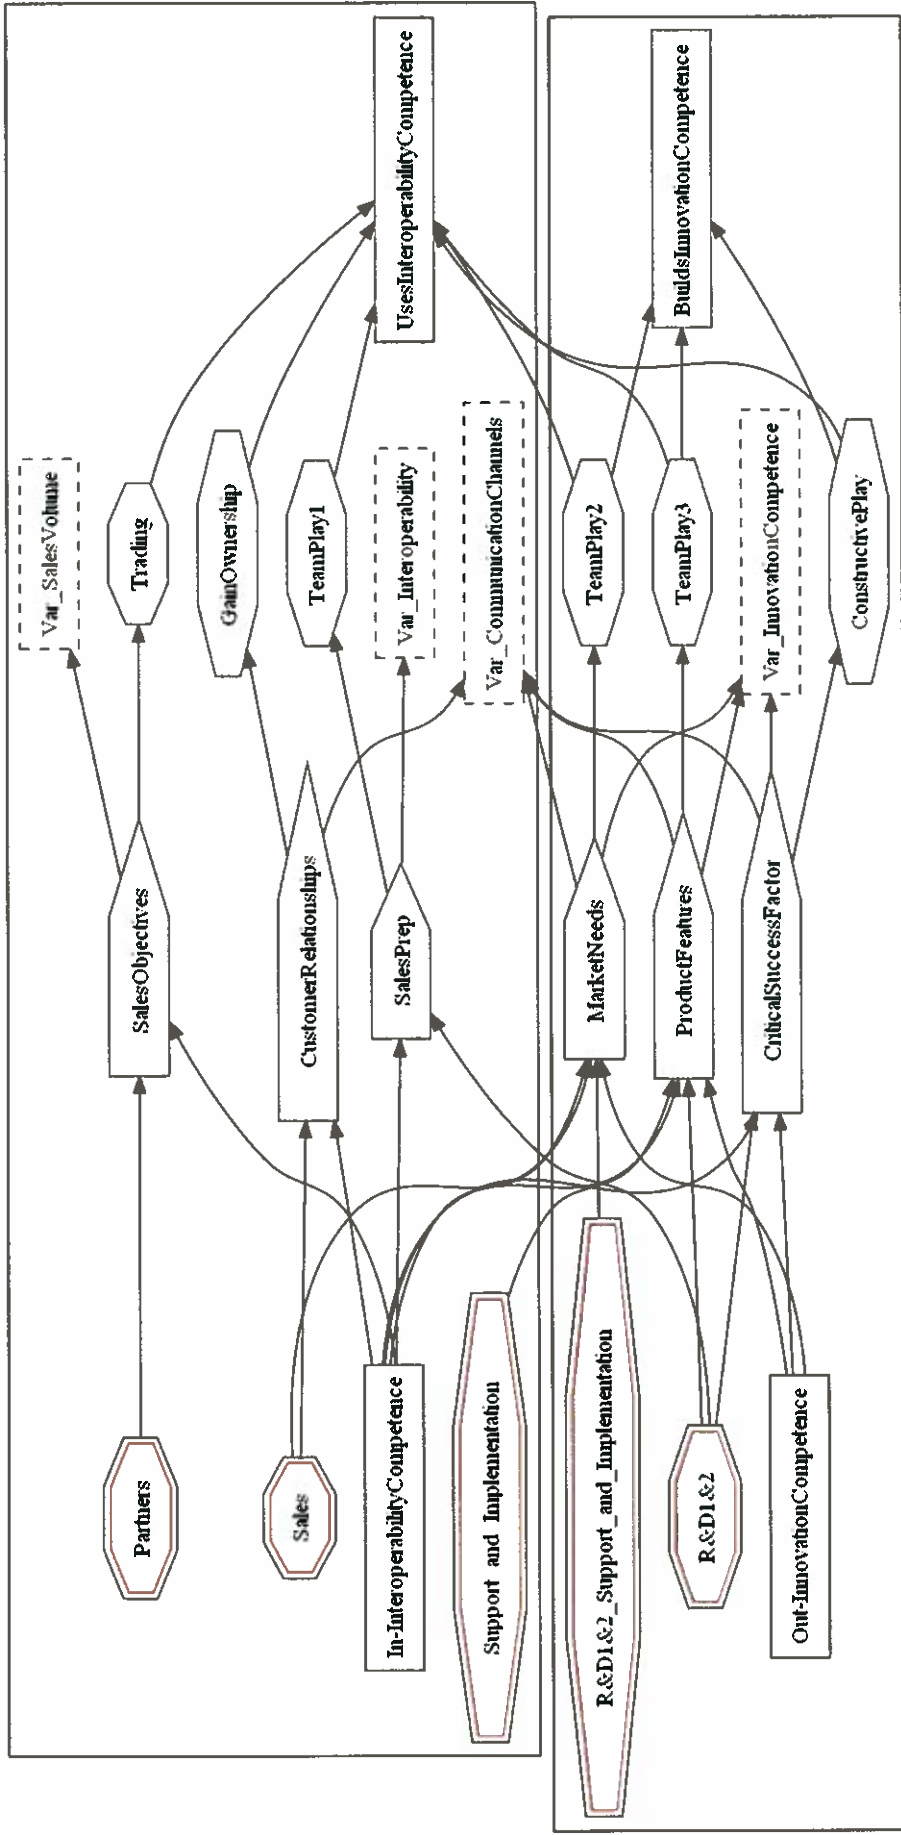 Partners
Sales
In-InteroperabilityCompetence
Support and Implementation
R&D1&2_Support_and_Implementation
R&D1&2
Out-InnovationCompetence
SalesObjectives
CustomerRelationships
SalesPrep
MarketNeeds
ProductFeatures
CriticalSuccessFactor
Var_SalesVolume
Trading
GainOwnership
TeamPlay1
Var_Interoperability
Var_CommunicationChannels
TeamPlay2
TeamPlay3
Var_InnovationCompetence
ConstructivePlay
UsesInteroperabilityCompetence
BuildsInnovationCompetence